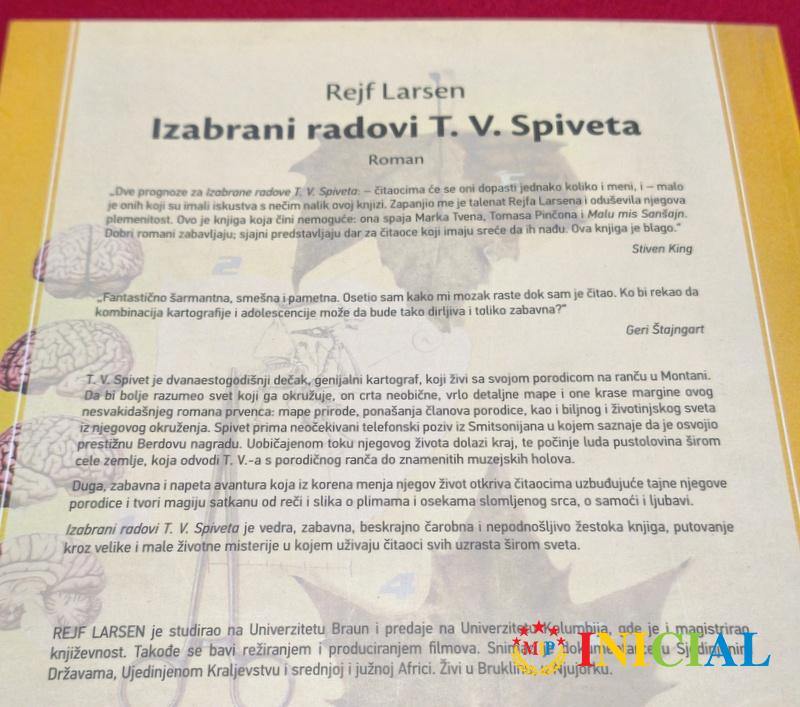 Rejf Larsen
Izabrani radovi T. V. Spiveta
Roman
„Dve prognoze za Izabrane radove T. V. Spiveta: – čitaocima će se oni dopasti jednako koliko i meni, i – malo
je onih koji su imali iskustva s nečim nalik ovoj knjizi. Zapanjio me je talenat Rejfa Larsena i oduševila njegova
plemenitost. Ovo je knjiga koja čini nemoguće: ona spaja Marka Tvena, Tomasa Pinčona i Malu mis Sanšajn.
Dobri romani zabavljaju; sjajni predstavljaju dar za čitaoce koji imaju sreće da ih nađu. Ova knjiga je blago.“
Stiven King
„Fantastično šarmantna, smešna i pametna. Osetio sam kako mi mozak raste dok sam je čitao. Ko bi rekao da
kombinacija kartografije i adolescencije može da bude tako dirljiva i toliko zabavna?“
Geri Štajngart
2
T. V. Spivet je dvanaestogodišnji dečak, genijalni kartograf, koji živi sa svojom porodicom na ranču u Montani.
Da bi bolje razumeo svet koji ga okružuje, on crta neobične, vrlo detaljne mape i one krase margine ovog
nesvakidašnjeg romana prvenca: mape prirode, ponašanja članova porodice, kao i biljnog i životinjskog sveta
iz njegovog okruženja. Spivet prima neočekivani telefonski poziv iz Smitsonijana u kojem saznaje da je osvojio
prestižnu Berdovu nagradu. Uobičajenom toku njegovog života dolazi kraj, te počinje luda pustolovina širom
cele zemlje, koja odvodi T. V.-a s porodičnog ranča do znamenitih muzejskih holova.
Duga, zabavna i napeta avantura koja iz korena menja njegov život otkriva čitaocima uzbuđujuće tajne njegove
porodice i tvori magiju satkanu od reči i slika o plimama i osekama slomljenog srca, o samoći i ljubavi.
Izabrani radovi T. V. Spiveta je vedra, zabavna, beskrajno čarobna i nepodnošljivo žestoka knjiga, putovanje
kroz velike i male životne misterije u kojem uživaju čitaoci svih uzrasta širom sveta.
4
REJF LARSEN je studirao na Univerzitetu Braun i predaje na Univerzitetu Kolumbija, gde je i magistrirao
književnost. Takođe se bavi režiranjem i produciranjem filmova. Snimao je dokumentarce u Sjedinjenim
Državama, Ujedinjenom Kraljevstvu i srednjoj i južnoj Africi. Živi u Bruklinu, u Njujorku.
MP INICIAL